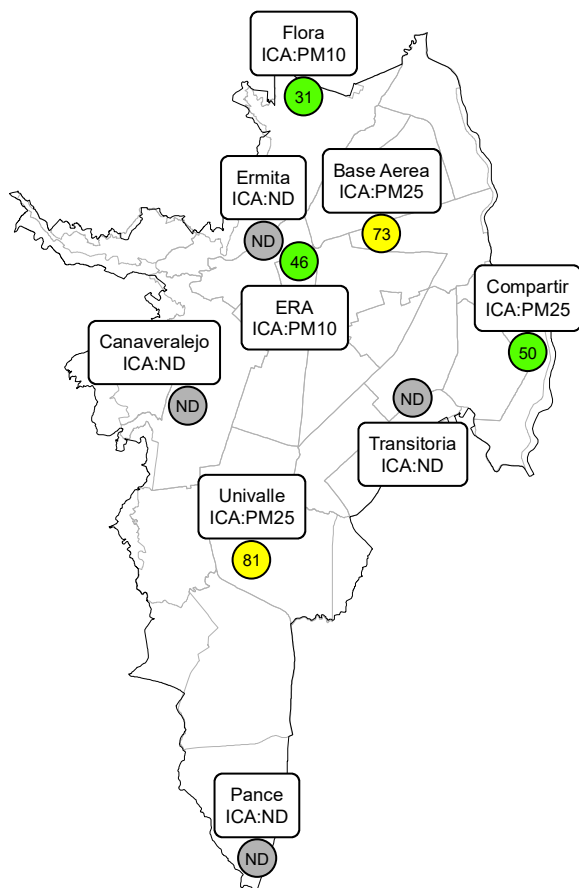 Flora
ICA:PM10
31
Ermita
ICA:ND
ND
Base Aerea
ICA:PM25
73
46
ERA
ICA:PM10
Compartir
ICA:PM25
50
Canaveralejo
ICA:ND
ND
ND
Transitoria
ICA:ND
Univalle
ICA:PM25
81
Pance
ICA:ND
ND